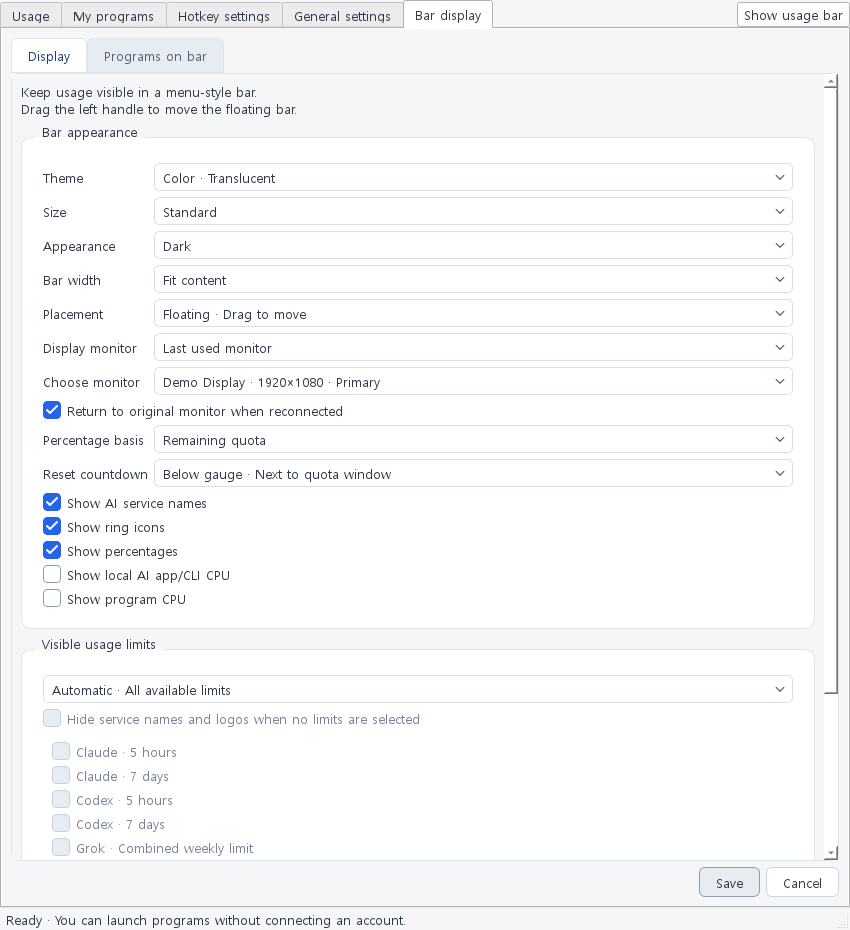 Usage My programs Hotkey settings General settings Bar display Show usage bar
Display Programs on bar
Keep usage visible in a menu-style bar.
Drag the left handle to move the floating bar.
Bar appearance
Theme Color · Translucent
Size Standard
Appearance Dark
Bar width Fit content
Placement Floating · Drag to move
Display monitor Last used monitor
Choose monitor Demo Display · 1920×1080 · Primary
Return to original monitor when reconnected
Percentage basis Remaining quota
Reset countdown Below gauge · Next to quota window
Show AI service names
Show ring icons
Show percentages
Show local AI app/CLI CPU
Show program CPU
Visible usage limits
Automatic · All available limits
Hide service names and logos when no limits are selected
Claude · 5 hours
Claude · 7 days
Codex · 5 hours
Codex · 7 days
Grok · Combined weekly limit
Save Cancel
Ready · You can launch programs without connecting an account.